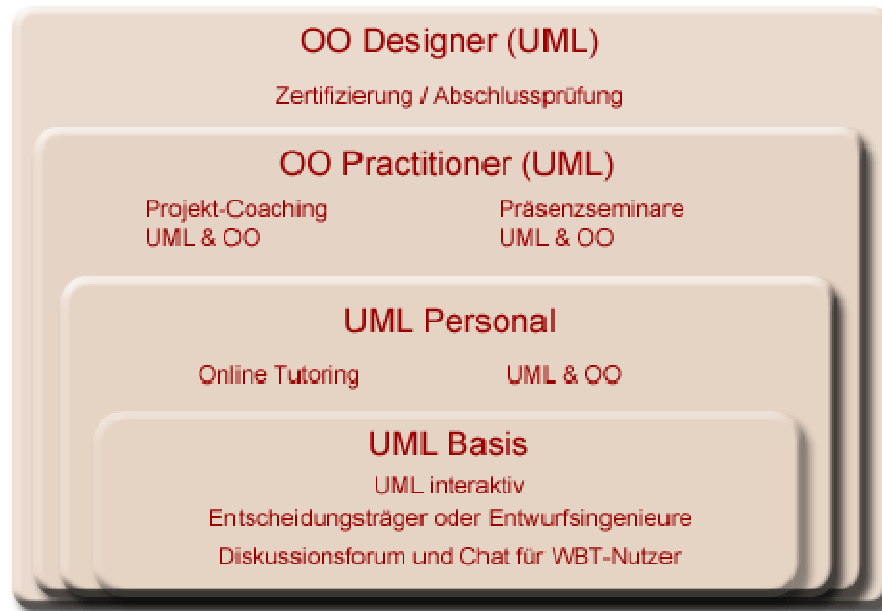 OO Designer (UML)
Zertifizierung / Abschlussprüfung
OO Practitioner (UML)
Projekt-Coaching
UML & OO
Präsenzseminare
UML & OO
UML Personal
Online Tutoring UML & OO
UML Basis
UML interaktiv
Entscheidungsträger oder Entwurfsingenieure
Diskussionsforum und Chat für WBT-Nutzer